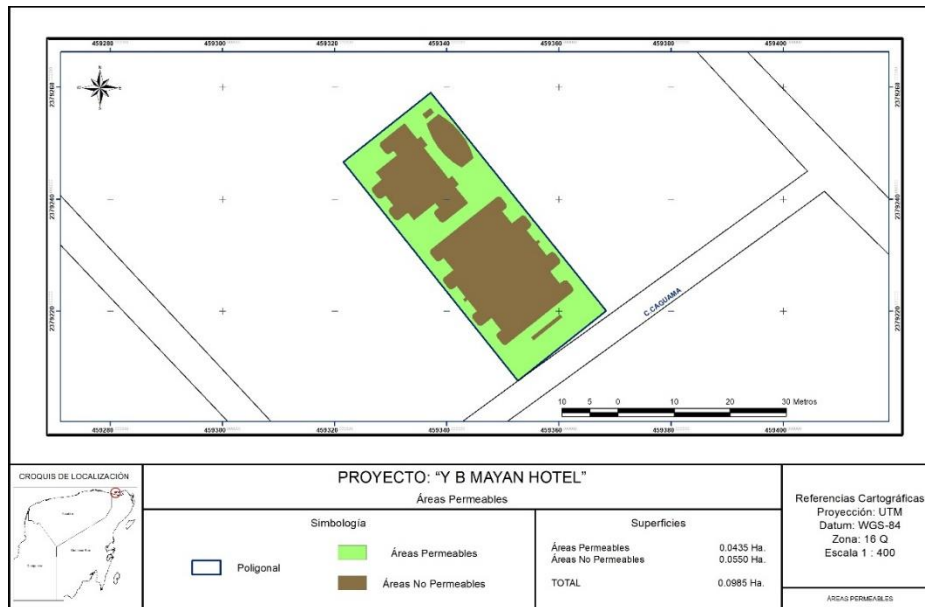 459280 459300 459320 459340 459360 459380 459400
2379260 2379260
2379240 2379240
2379220 2379220
C.CAGUAMA
10 5 0 10 20 30 Metros
459280 459300 459320 459340 459360 459380 459400
CROQUIS DE LOCALIZACIÓN
PROYECTO: “Y B MAYAN HOTEL”
Áreas Permeables
Simbología
Poligonal
Áreas Permeables
Áreas No Permeables
Superficies
Áreas Permeables 0.0435 Ha.
Áreas No Permeables 0.0550 Ha.
TOTAL 0.0985 Ha.
Referencias Cartográficas
Proyección: UTM
Datum: WGS-84
Zona: 16 Q
Escala 1 : 400
ÁREAS PERMEABLES